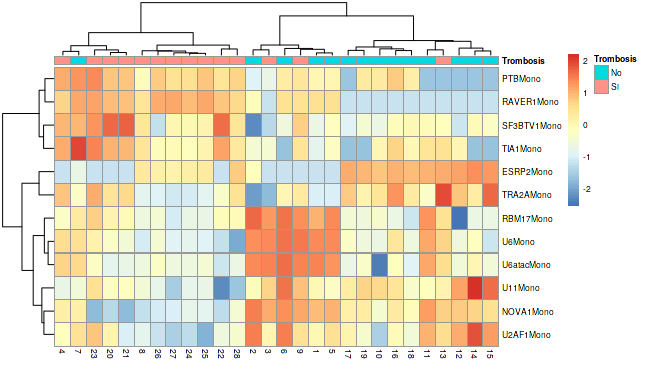 Trombosis
PTBMono
RAVER1Mono
SF3BTV1Mono
TIA1Mono
ESRP2Mono
TRA2AMono
RBM17Mono
U6Mono
U6atacMono
U11Mono
NOVA1Mono
U2AF1Mono
4 7 23 20 21 8 26 27 24 25 22 28 2 3 6 9 1 5 17 19 10 16 18 11 13 12 14 15
2
1
0
-1
-2
Trombosis
No
SI